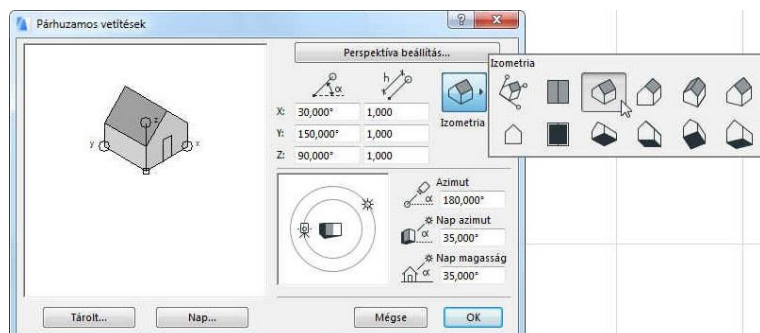 Párhuzamos vetítések
Perspektíva beállítás...
α
h
X: 30,000° 1,000
Y: 150,000° 1,000
Z: 90,000° 1,000
Izometria
Izometria
z
y
x
Azimut
α 180,000°
Nap azimut
α 35,000°
Nap magasság
α 35,000°
Tárolt...
Nap...
Mégse
OK